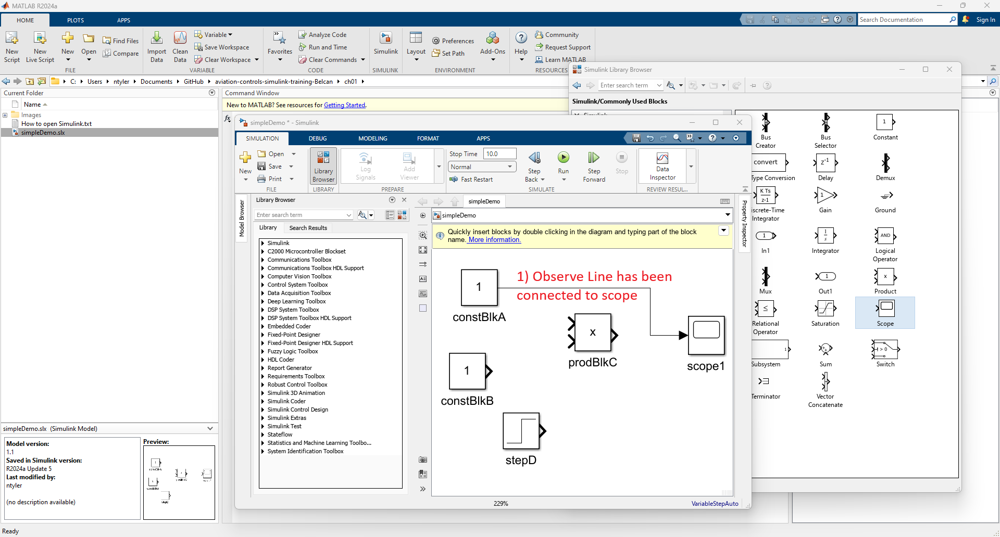 MATLAB R2024a
HOME
PLOTS
APPS
Search Documentation
Sign In
New Script
New Live Script
New
Open
Find Files
Compare
Import Data
Clean Data
Variable
Save Workspace
Clear Workspace
Favorites
Analyze Code
Run and Time
Clear Commands
Simulink
Layout
Preferences
Set Path
Add-Ons
Help
Community
Request Support
Learn MATLAB
FILE
VARIABLE
CODE
SIMULINK
ENVIRONMENT
RESOURCES
C: Users ntyler Documents GitHub aviation-controls-simulink-training-Belcan ch01
Current Folder
Name
Images
How to open Simulink.txt
simpleDemo.slx
simpleDemo.slx (Simulink Model)
Model version:
1.1
Saved in Simulink version:
R2024a Update 5
Last modified by:
ntyler
(no description available)
Preview:
Ready
Command Window
New to MATLAB? See resources for Getting Started.
fx
simpleDemo * - Simulink
SIMULATION
DEBUG
MODELING
FORMAT
APPS
New
Open
Save
Print
Library Browser
Log Signals
Add Viewer
Stop Time 10.0
Normal
Fast Restart
Step Back
Run
Step Forward
Stop
Data Inspector
FILE
LIBRARY
PREPARE
SIMULATE
REVIEW RESUL...
Model Browser
Library Browser
Enter search term
Library
Search Results
Simulink
C2000 Microcontroller Blockset
Communications Toolbox
Communications Toolbox HDL Support
Computer Vision Toolbox
Control System Toolbox
Data Acquisition Toolbox
Deep Learning Toolbox
DSP System Toolbox
DSP System Toolbox HDL Support
Embedded Coder
Fixed-Point Designer
Fixed-Point Designer HDL Support
Fuzzy Logic Toolbox
HDL Coder
Report Generator
Requirements Toolbox
Robust Control Toolbox
Simulink 3D Animation
Simulink Coder
Simulink Control Design
Simulink Extras
Simulink Test
Stateflow
Statistics and Machine Learning Toolbo...
System Identification Toolbox
simpleDemo
simpleDemo
Quickly insert blocks by double clicking in the diagram and typing part of the block
name. More information.
1) Observe Line has been
connected to scope
1
constBlkA
x
prodBlkC
scope1
1
constBlkB
stepD
229%
VariableStepAuto
Property Inspector
Simulink Library Browser
Enter search term
Simulink/Commonly Used Blocks
Bus Creator
Bus Selector
1
Constant
convert
Type Conversion
z-1
Delay
Demux
K Ts
z-1
iscrete-Time
Integrator
1
Gain
Ground
1
In1
1
s
Integrator
AND
Logical Operator
Mux
1
Out1
x
Product
≤
Relational Operator
Saturation
Scope
1
Subsystem
Sum
> 0
Switch
Terminator
Vector Concatenate